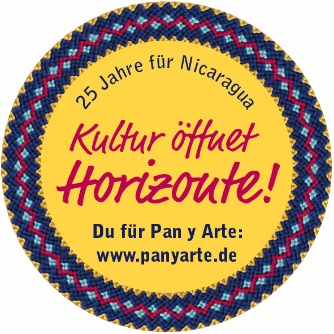 25 Jahre für Nicaragua
Kultur öffnet
Horizonte!
Du für Pan y Arte:
www.panyarte.de